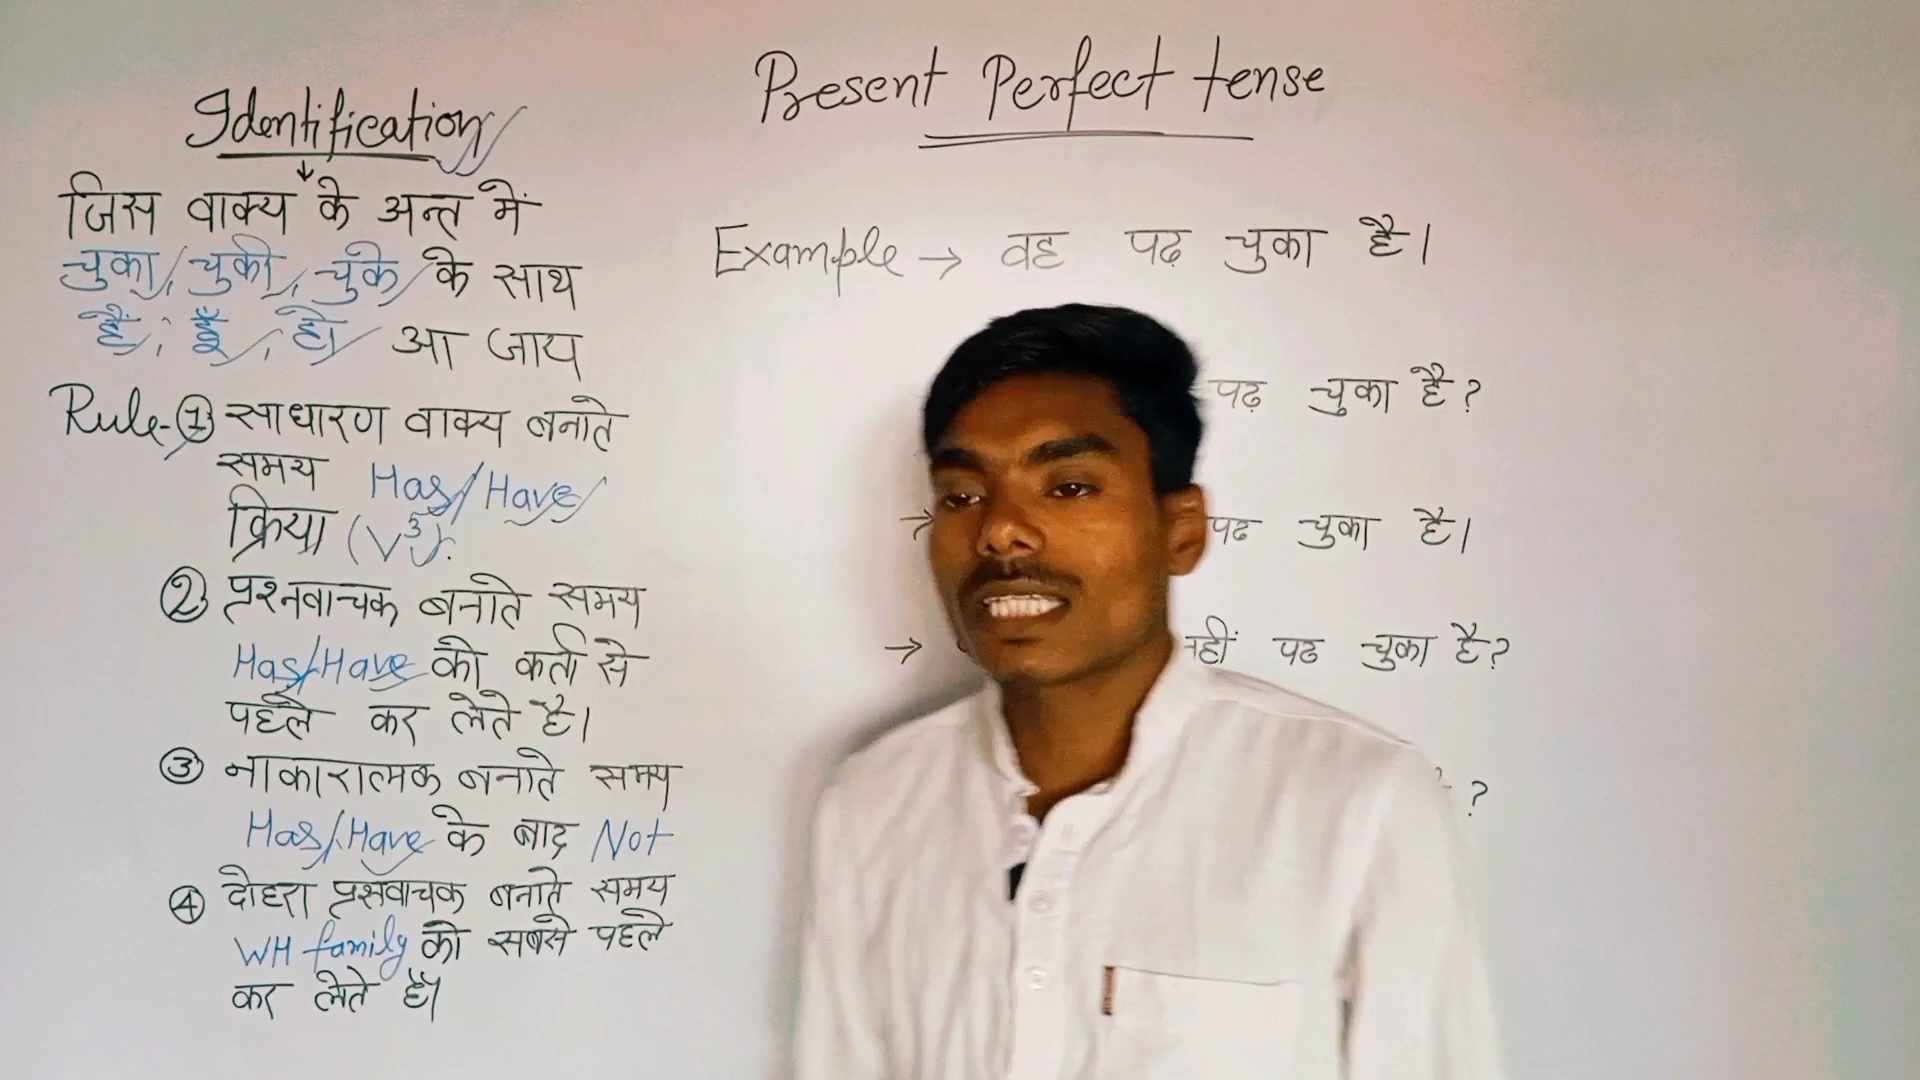 Present Perfect tense
Identification
जिस वाक्य के अन्त में
चुका, चुकी, चुके के साथ
हैं, हूँ, हो आ जाय
Rule-① साधारण वाक्य बनाते
समय Has/Have
क्रिया (V³).
② प्रश्नवाचक बनाते समय
Has/Have को कर्ता से
पहले कर लेते है।
③ नाकारात्मक बनाते समय
Has/Have के बाद Not
④ दोहरा प्रश्नवाचक बनाते समय
WH family को सबसे पहले
कर लेते है।
Example → वह पढ़ चुका है।
पढ़ चुका है?
→ पढ चुका है।
→ नहीं पढ चुका है?
?